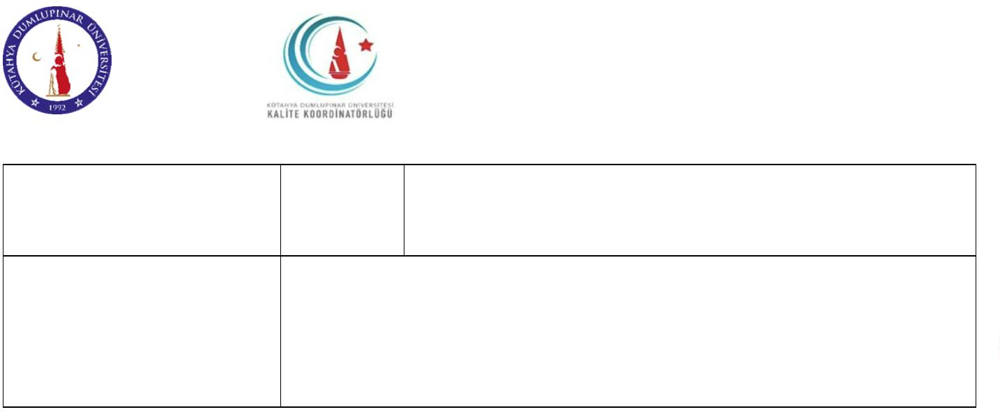 KÜTAHYA DUMLUPINAR ÜNİVERSİTESİ
1992
KÜTAHYA DUMLUPINAR ÜNİVERSİTESİ
KALİTE KOORDİNATÖRLÜĞÜ